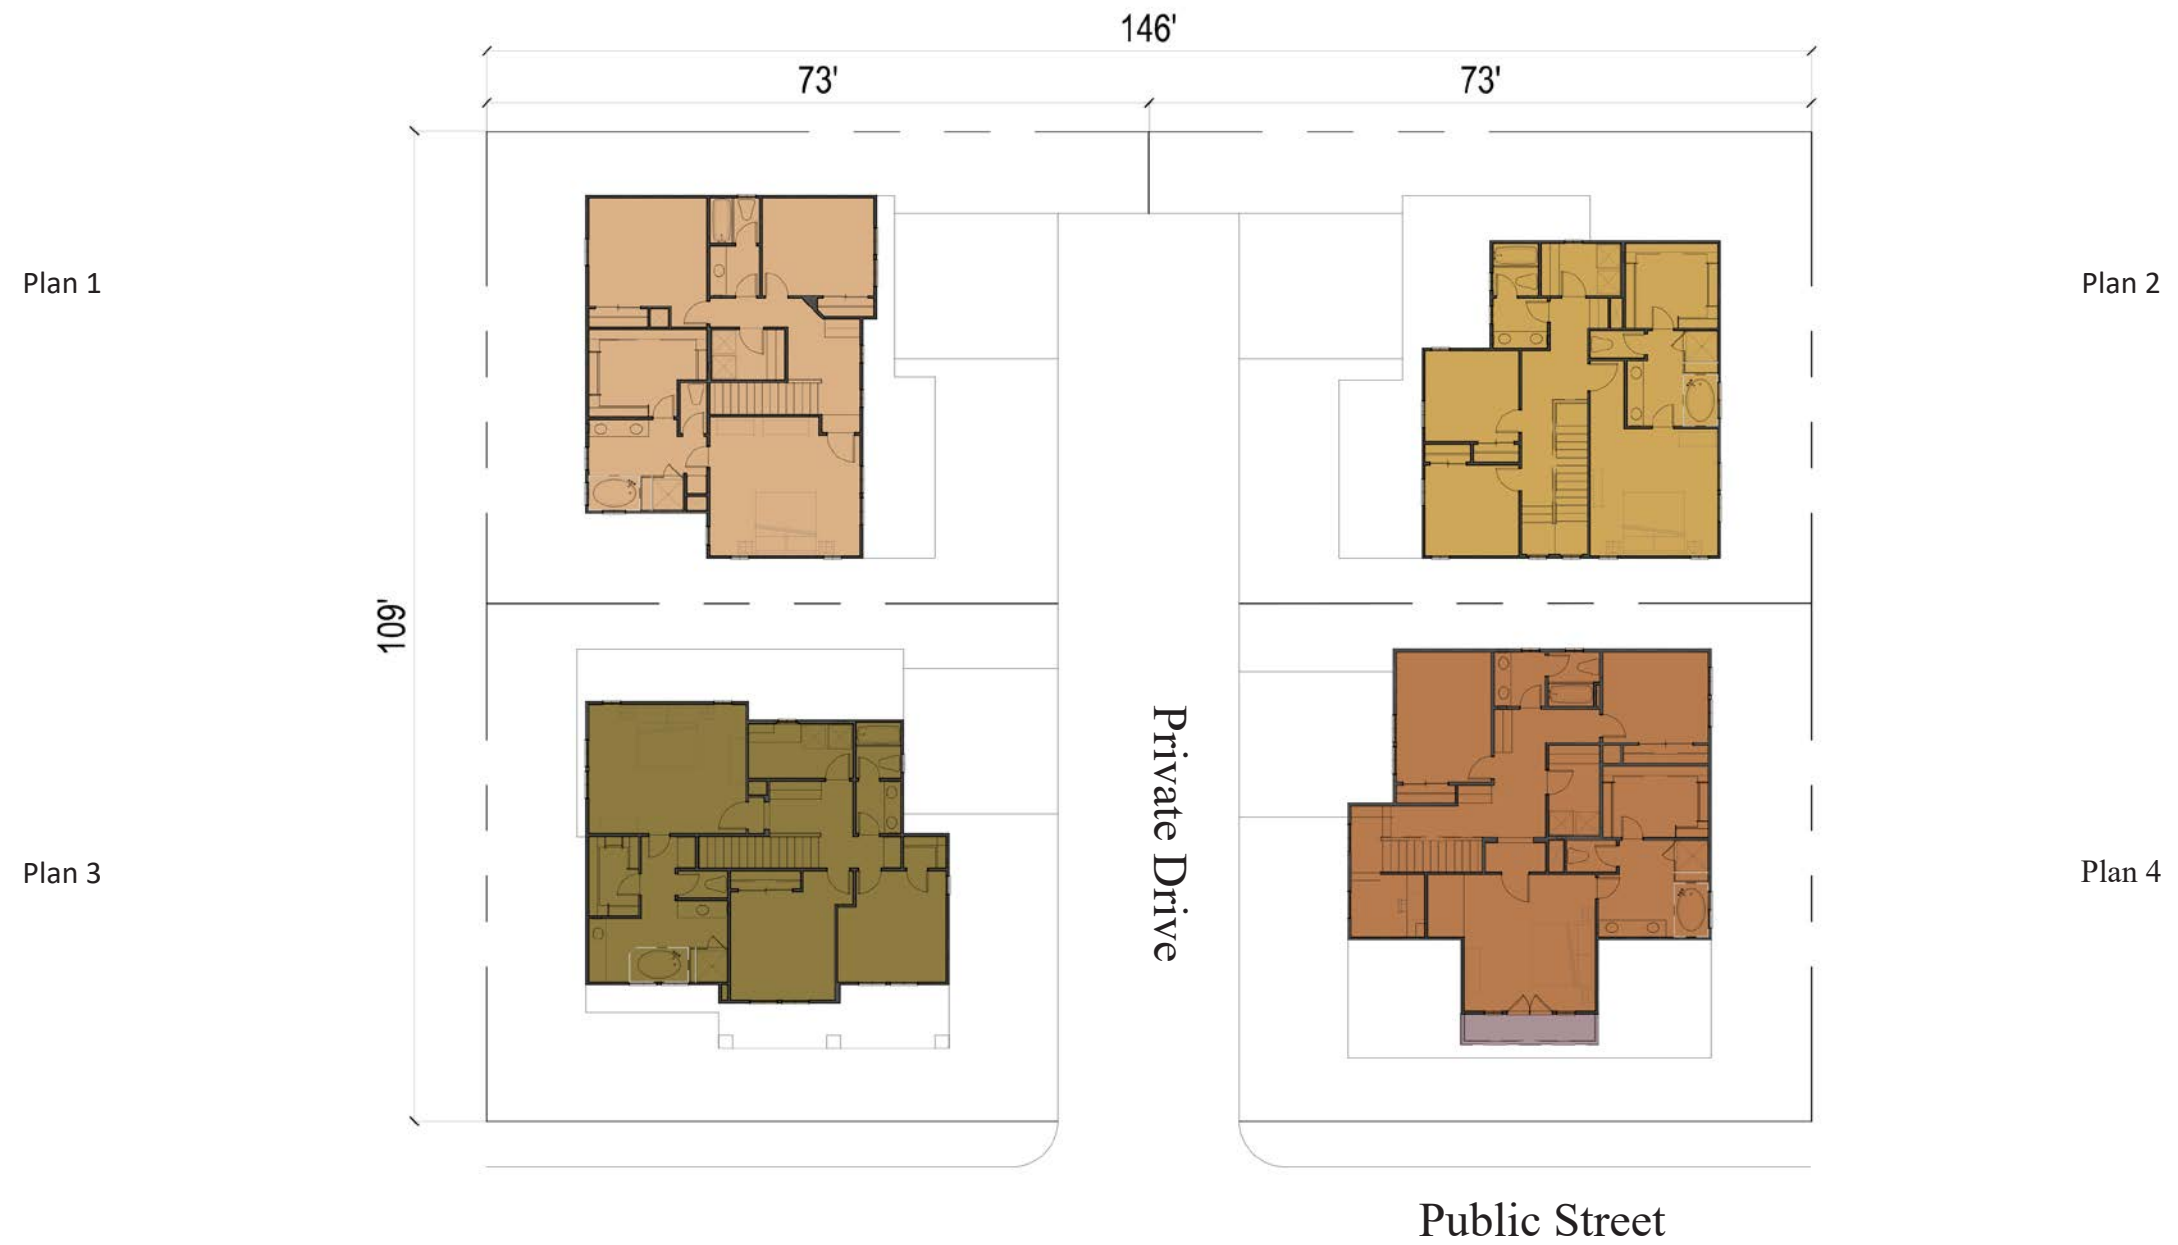 146'
73'
73'
Plan 1
Plan 2
109'
Private Drive
Plan 3
Plan 4
Public Street